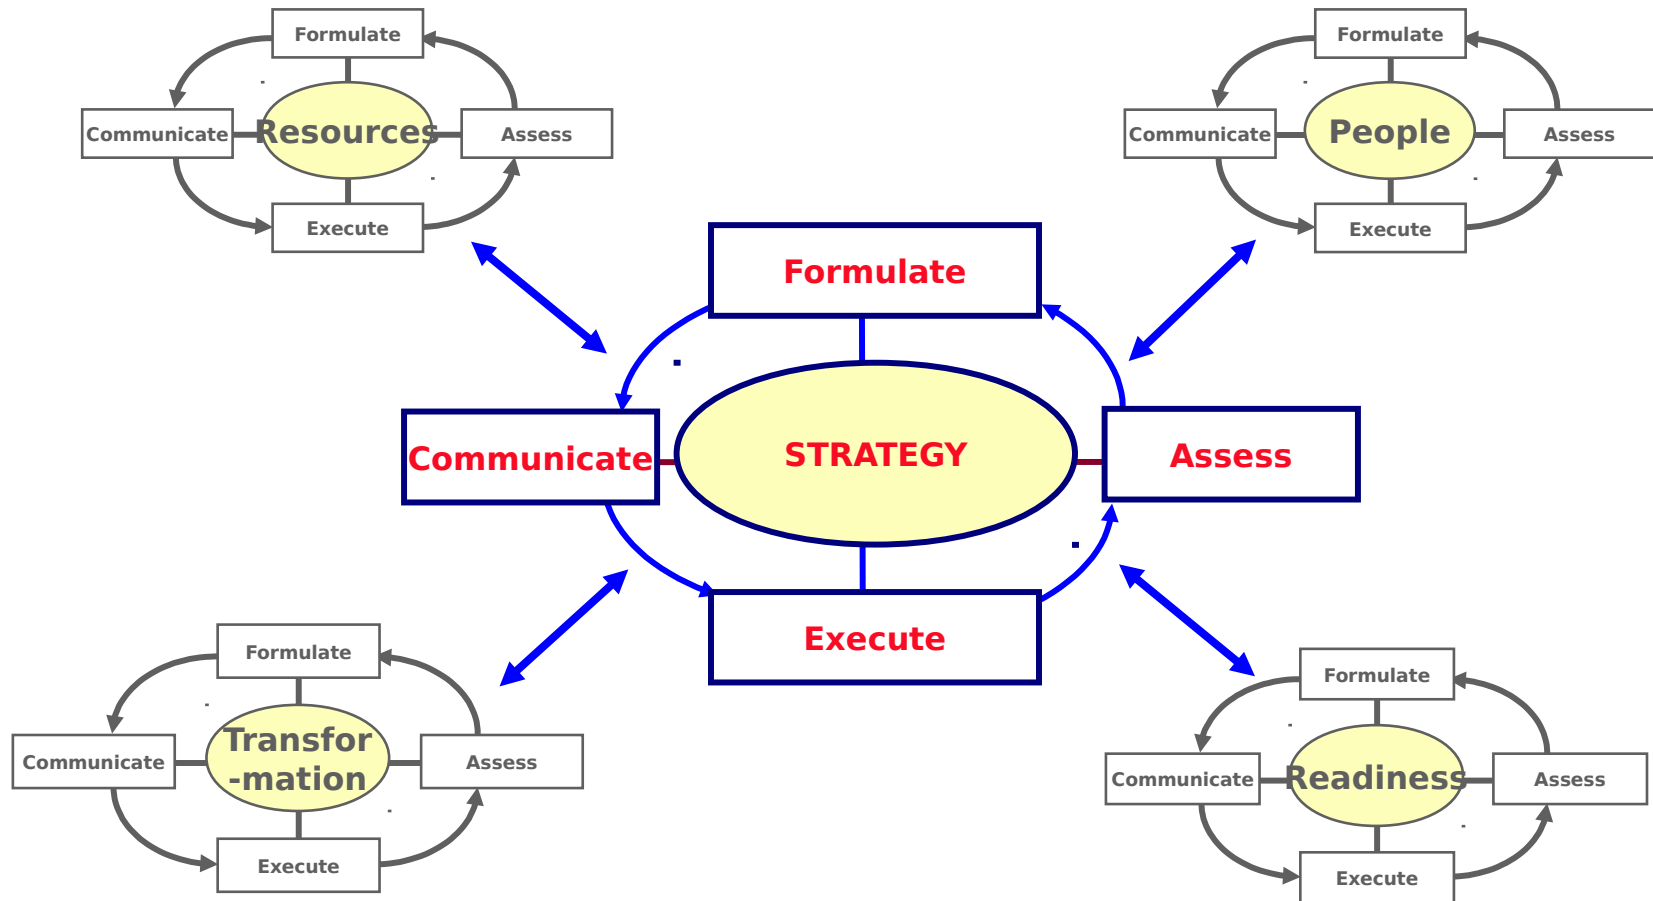 Formulate
Communicate
Resources
Assess
Execute
Formulate
Communicate
People
Assess
Execute
Formulate
Communicate
STRATEGY
Assess
Execute
Formulate
Communicate
Transfor
-mation
Assess
Execute
Formulate
Communicate
Readiness
Assess
Execute